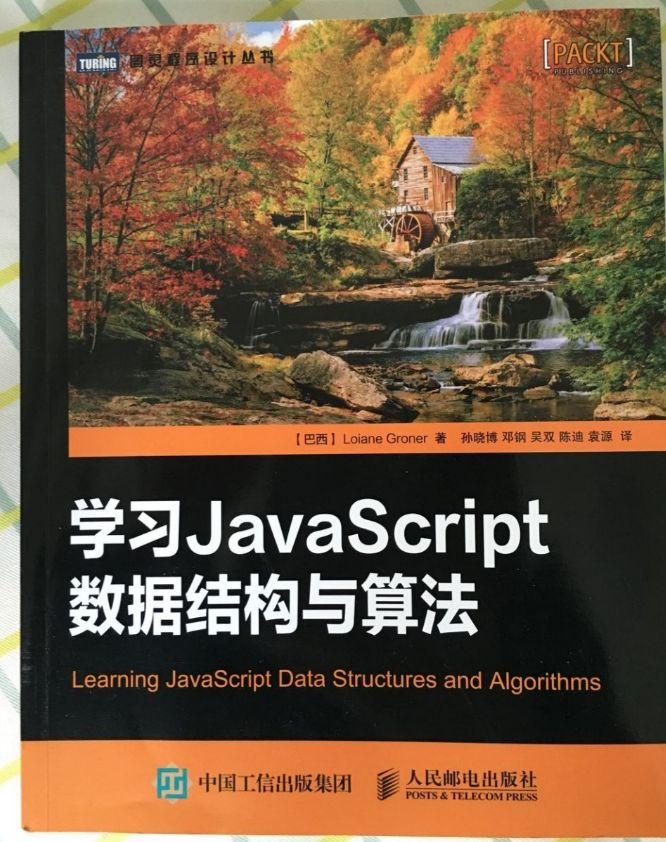 TURING 图灵程序设计丛书
[PACKT]
PUBLISHING
【巴西】Loiane Groner 著 孙晓博 邓钢 吴双 陈迪 袁源 译
学习JavaScript
数据结构与算法
Learning JavaScript Data Structures and Algorithms
中国工信出版集团 人民邮电出版社
POSTS & TELECOM PRESS